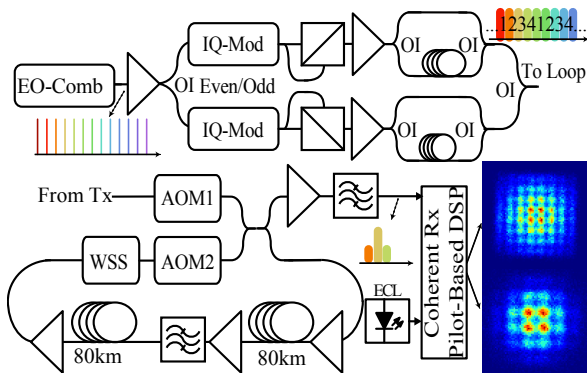 ...12341234...
IQ-Mod
OI
OI
EO-Comb
OI
Even/Odd
To Loop
OI
IQ-Mod
OI
OI
From Tx
AOM1
WSS
AOM2
80km
80km
ECL
Coherent Rx
Pilot-Based DSP